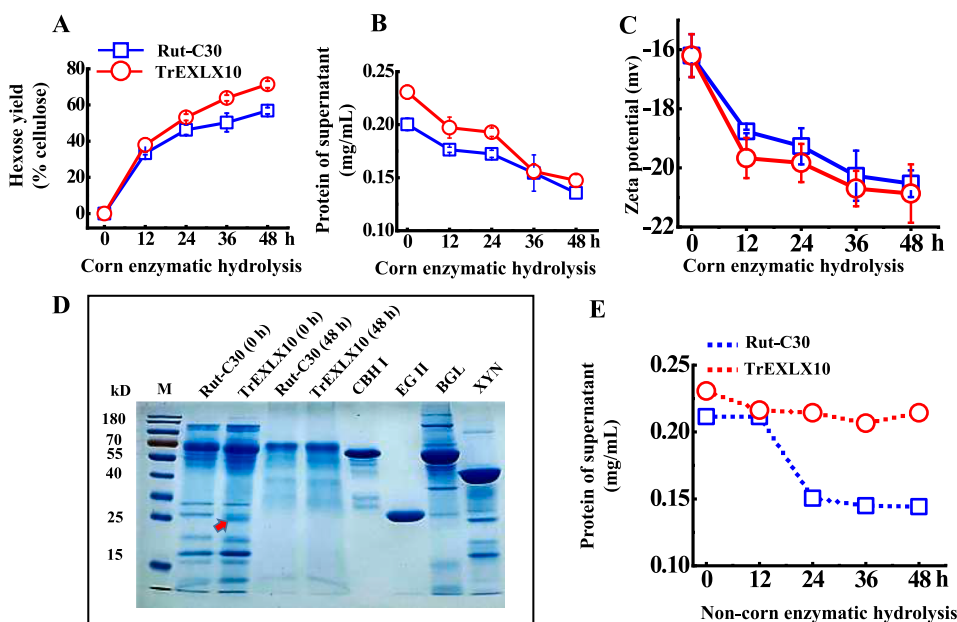 A
Rut-C30
TrEXLX10
Hexose yield
(% cellulose)
80
60
40
20
0
0 12 24 36 48 h
Corn enzymatic hydrolysis
B
Protein of supernatant
(mg/mL)
0.25
0.20
0.15
0.10
0 12 24 36 48 h
Corn enzymatic hydrolysis
C
Zeta potential (mv)
-16
-18
-20
-22
0 12 24 36 48 h
Corn enzymatic hydrolysis
D
kD
M
Rut-C30 (0 h)
TrEXLX10 (0 h)
Rut-C30 (48 h)
TrEXLX10 (48 h)
CBH I
EG II
BGL
XYN
180
70
55
40
25
15
E
Rut-C30
TrEXLX10
Protein of supernatant
(mg/mL)
0.25
0.20
0.15
0.10
0 12 24 36 48 h
Non-corn enzymatic hydrolysis